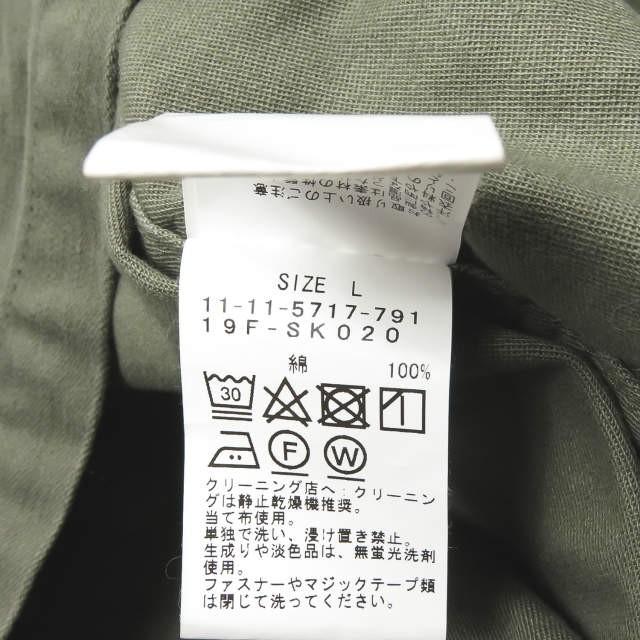 SIZE L
11-11-5717-791
19F-SK020
綿 100%
30
F W
クリーニング店へ:クリーニン
グは静止乾燥機推奨。
当て布使用。
単独で洗い、浸け置き禁止。
生成りや淡色品は、無蛍光洗剤
使用。
ファスナーやマジックテープ類
は閉じて洗ってください。